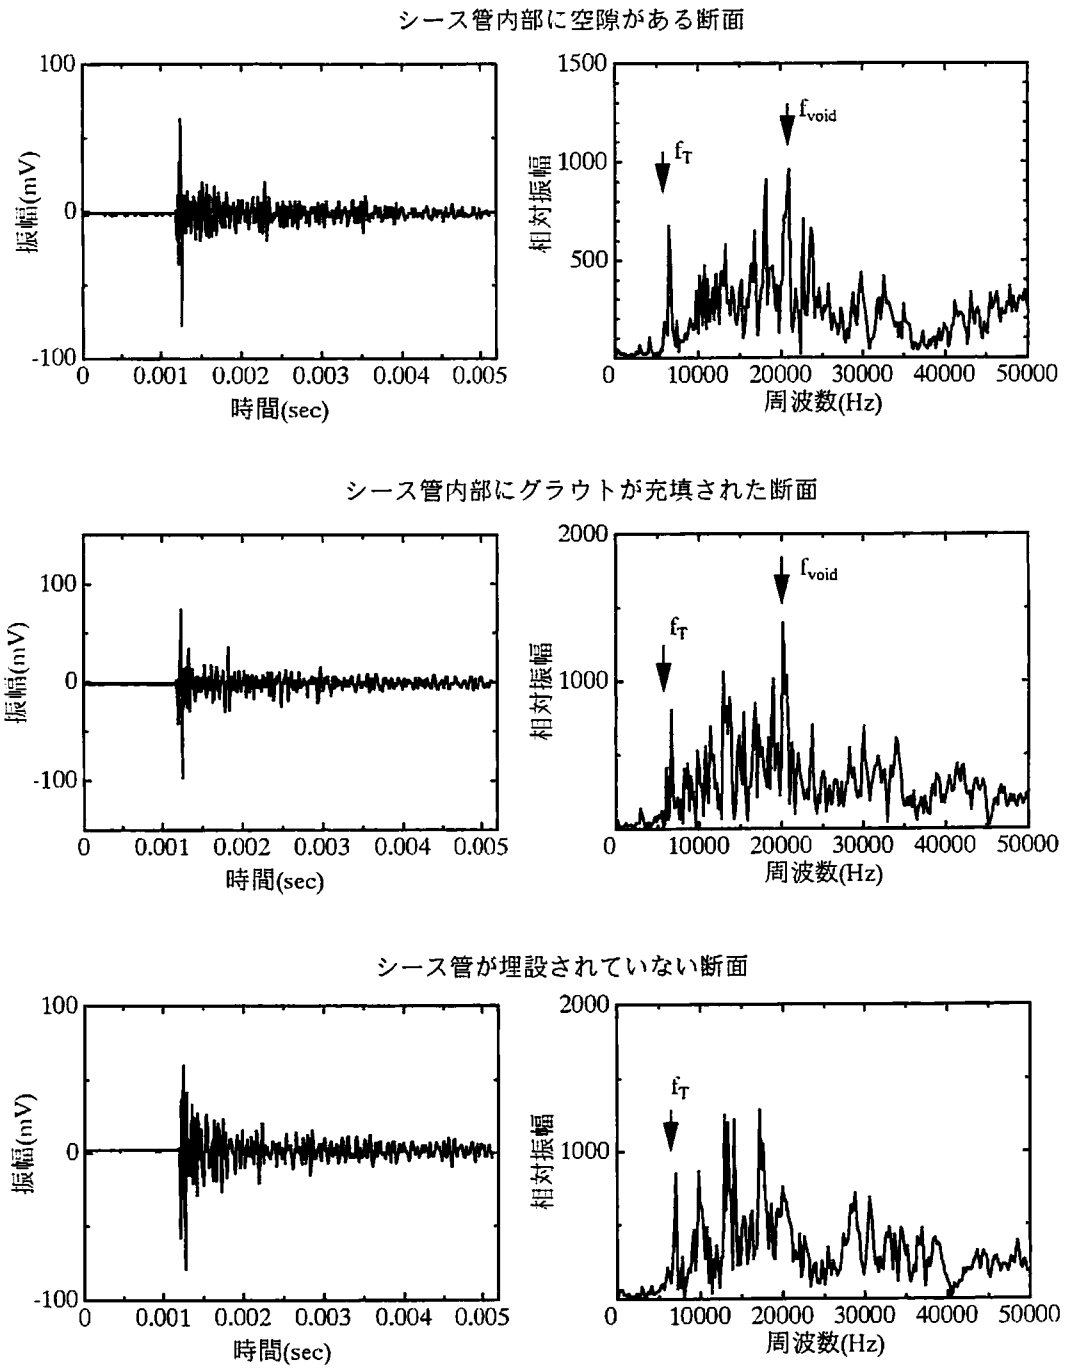 シース管内部に空隙がある断面
100
0
-100
振幅(mV)
0 0.001 0.002 0.003 0.004 0.005
時間(sec)
1500
1000
500
相対振幅
f_T
f_void
10000 20000 30000 40000 50000
周波数(Hz)
シース管内部にグラウトが充填された断面
100
0
-100
振幅(mV)
0 0.001 0.002 0.003 0.004 0.005
時間(sec)
2000
1000
相対振幅
f_T
f_void
0 10000 20000 30000 40000 50000
周波数(Hz)
シース管が埋設されていない断面
100
0
-100
振幅(mV)
0 0.001 0.002 0.003 0.004 0.005
時間(sec)
2000
1000
相対振幅
f_T
0 10000 20000 30000 40000 50000
周波数(Hz)